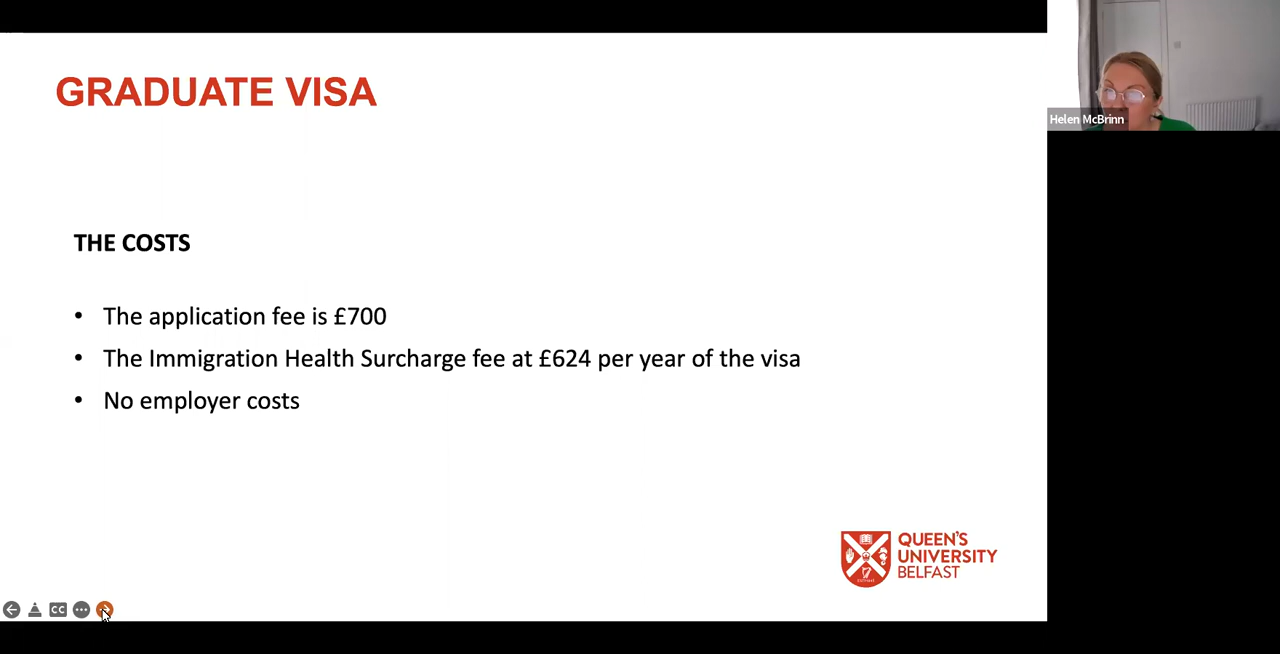 GRADUATE VISA
Helen McBrinn
THE COSTS
• The application fee is £700
• The Immigration Health Surcharge fee at £624 per year of the visa
• No employer costs
QUEEN'S
UNIVERSITY
BELFAST
CC